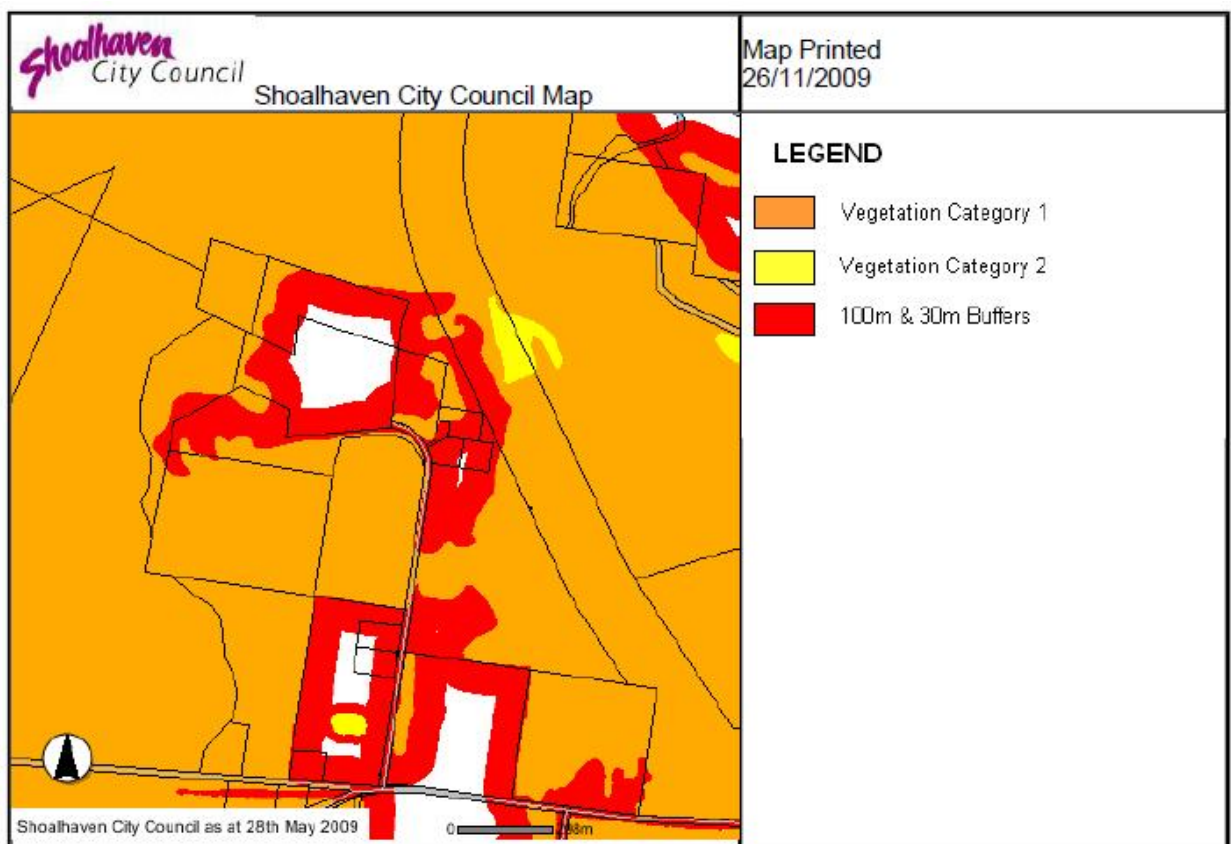 Shoalhaven
City Council
Shoalhaven City Council Map
Map Printed
26/11/2009
LEGEND
Vegetation Category 1
Vegetation Category 2
100m & 30m Buffers
Shoalhaven City Council as at 28th May 2009
0